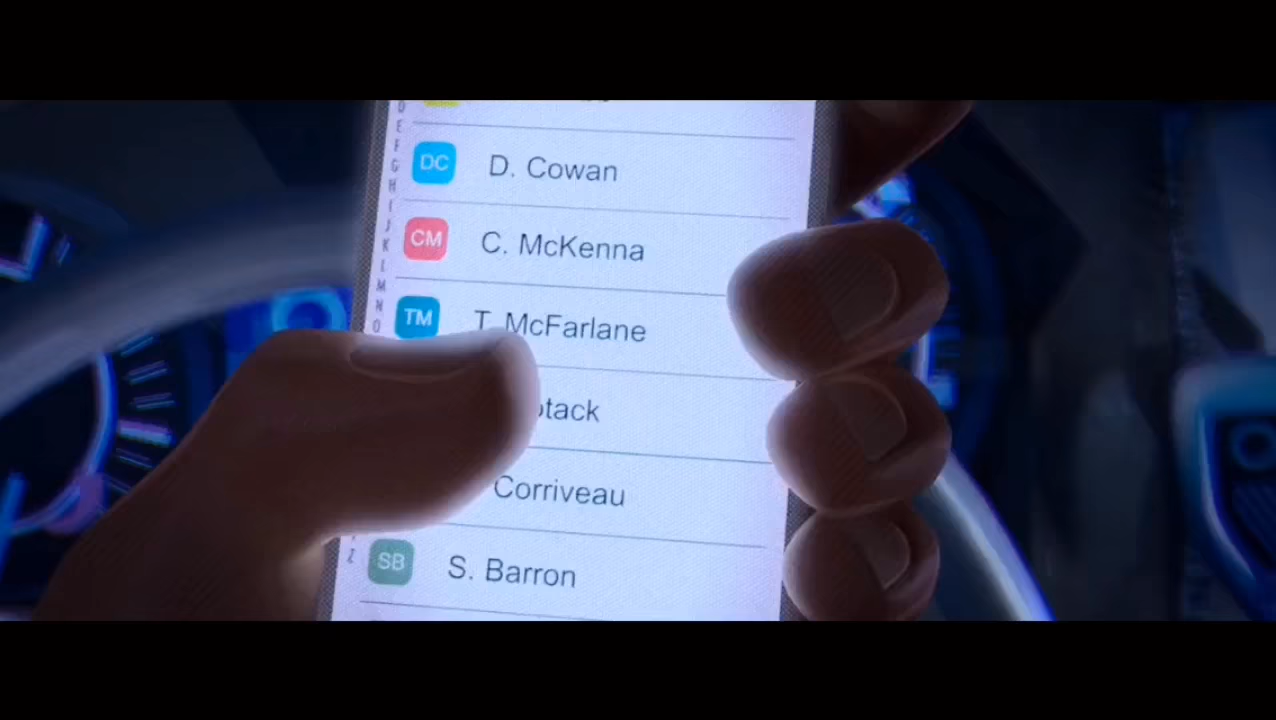 DC D. Cowan
CM C. McKenna
TM T. McFarlane
Corriveau
SB S. Barron
E
F
G
H
I
J
K
L
M
N
O
Z